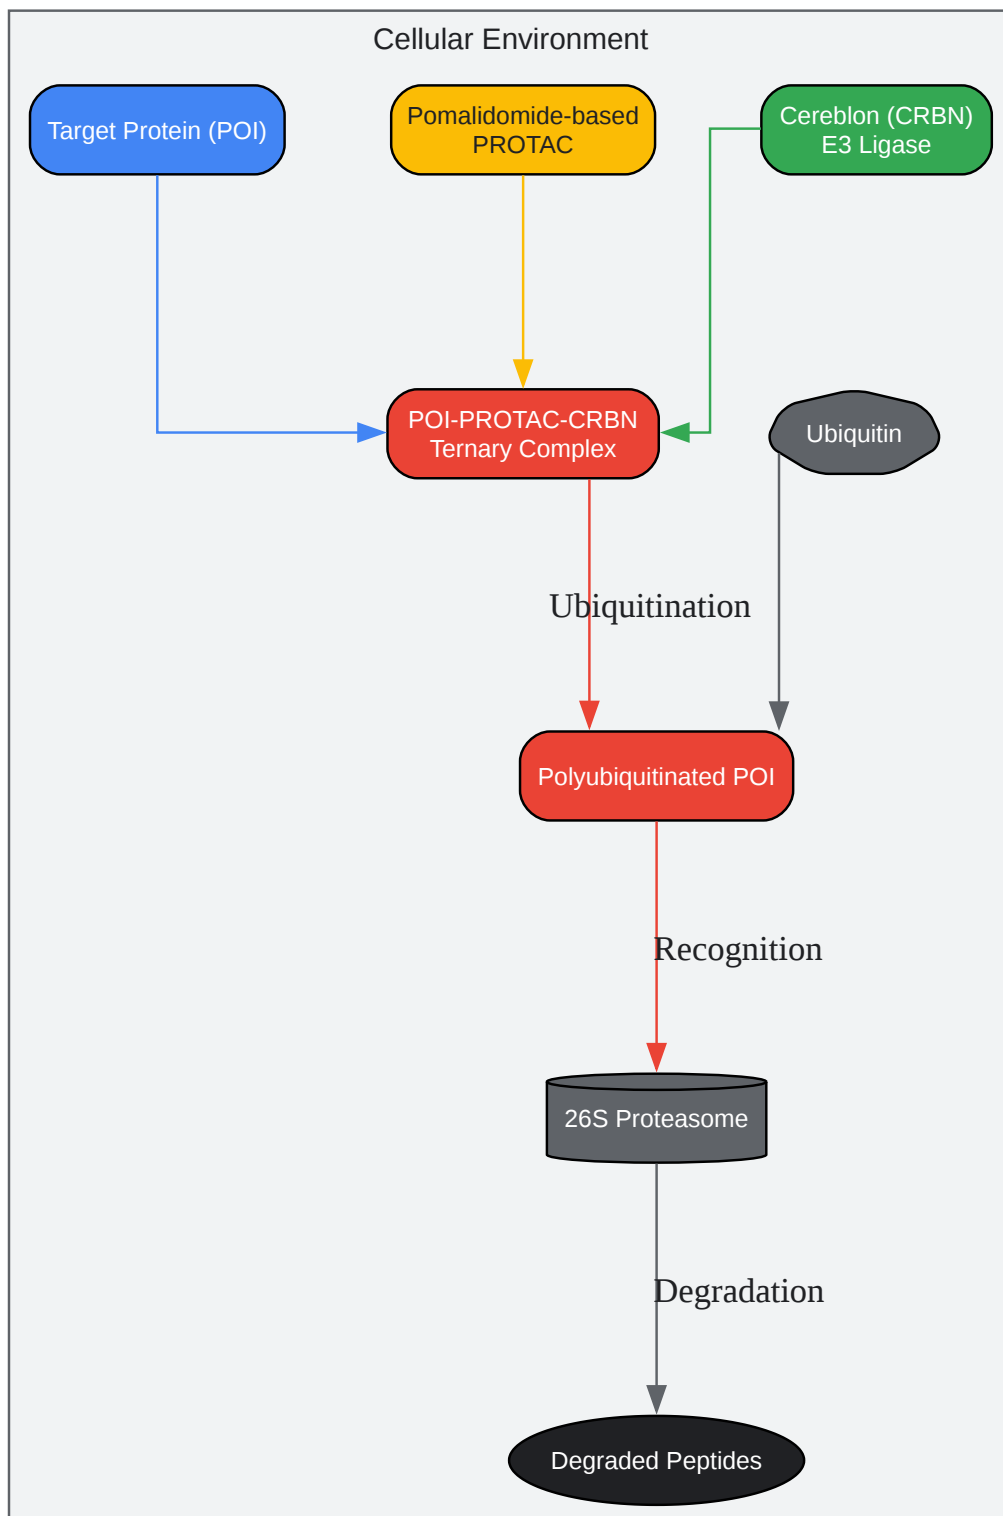 Cellular Environment
Target Protein (POI)
Pomalidomide-based
PROTAC
Cereblon (CRBN)
E3 Ligase
POI-PROTAC-CRBN
Ternary Complex
Ubiquitin
Ubiquitination
Polyubiquitinated POI
Recognition
26S Proteasome
Degradation
Degraded Peptides